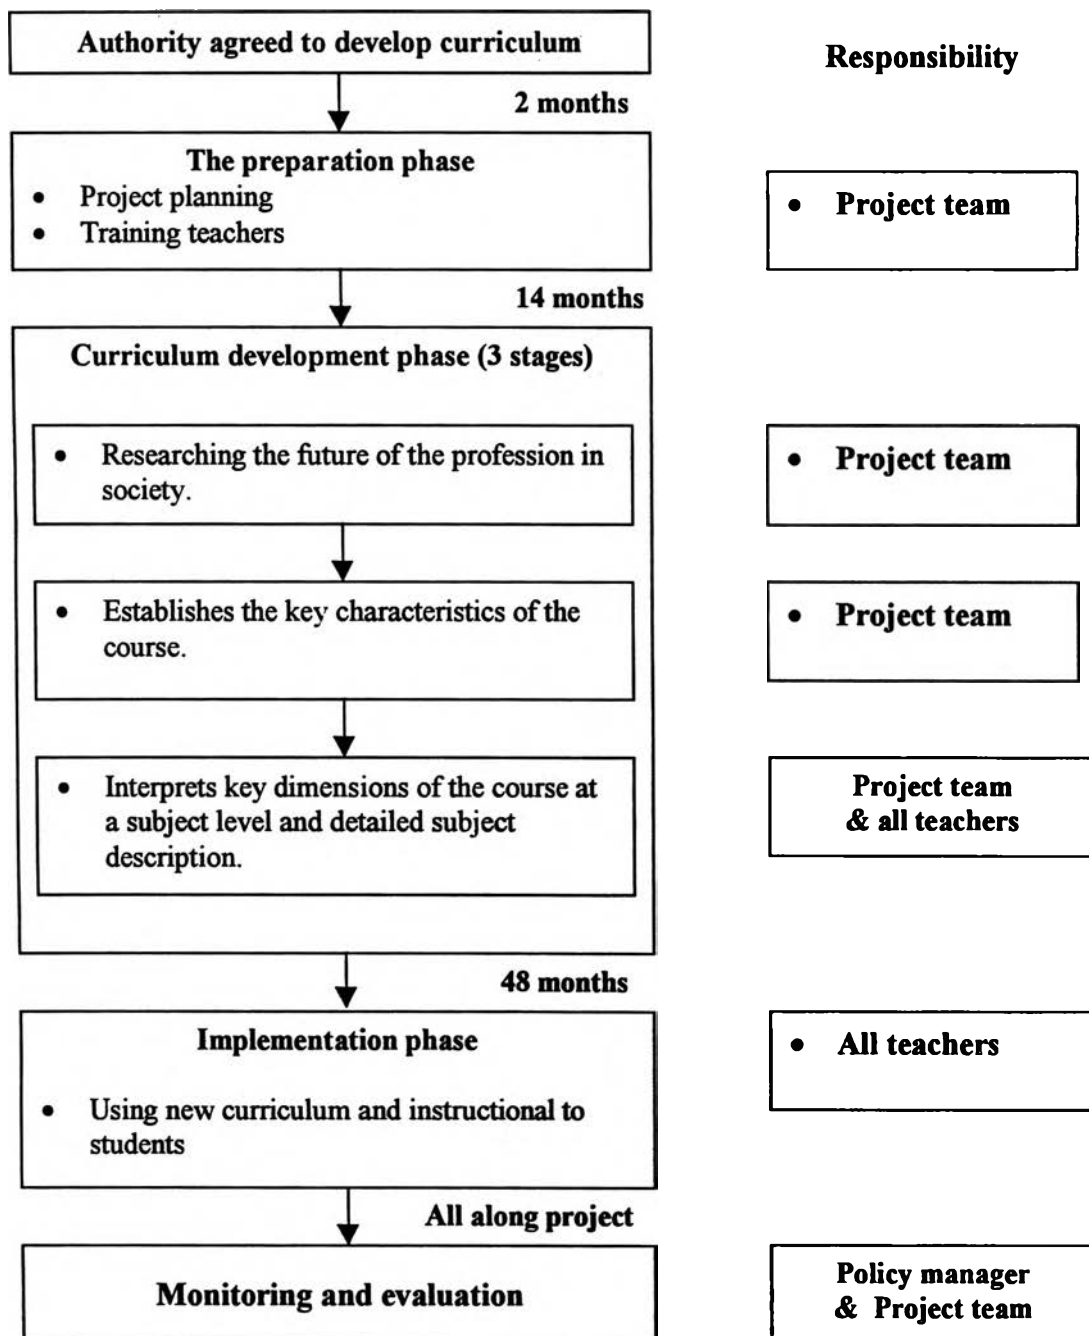 Authority agreed to develop curriculum
Responsibility
2 months
The preparation phase
• Project planning
• Training teachers
• Project team
14 months
Curriculum development phase (3 stages)
• Researching the future of the profession in
society.
• Project team
• Establishes the key characteristics of the
course.
• Project team
• Interprets key dimensions of the course at
a subject level and detailed subject
description.
Project team
& all teachers
48 months
Implementation phase
• Using new curriculum and instructional to
students
• All teachers
All along project
Monitoring and evaluation
Policy manager
& Project team